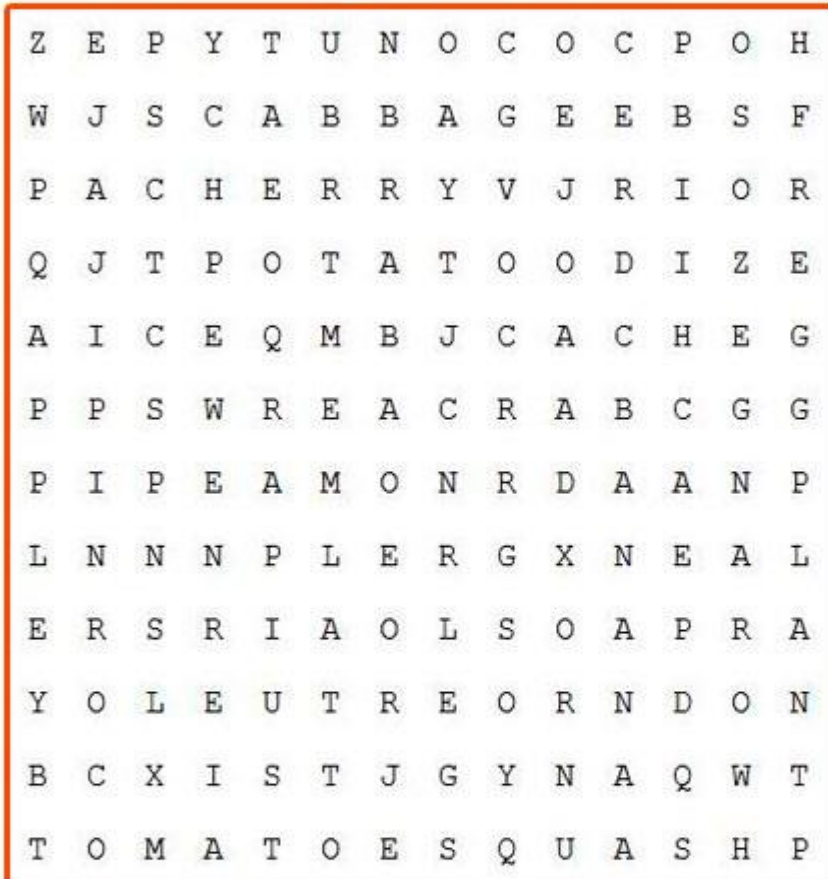 Z E P Y T U N O C O C P O H
W J S C A B B A G E E B S F
P A C H E R R Y V J R I O R
Q J T P O T A T O O D I Z E
A I C E Q M B J C A C H E G
P P S W R E A C R A B C G G
P I P E A M O N R D A A N P
L N N N P L E R G X N E A L
E R S R I A O L S O A P R A
Y O L E U T R E O R N D O N
B C X I S T J G Y N A Q W T
T O M A T O E S Q U A S H P